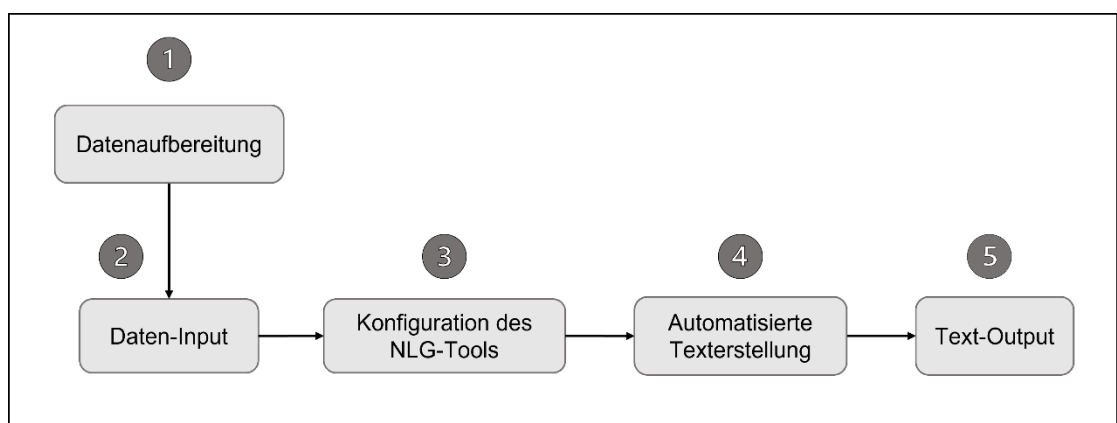 1
Datenaufbereitung
2
Daten-Input
3
Konfiguration des
NLG-Tools
4
Automatisierte
Texterstellung
5
Text-Output